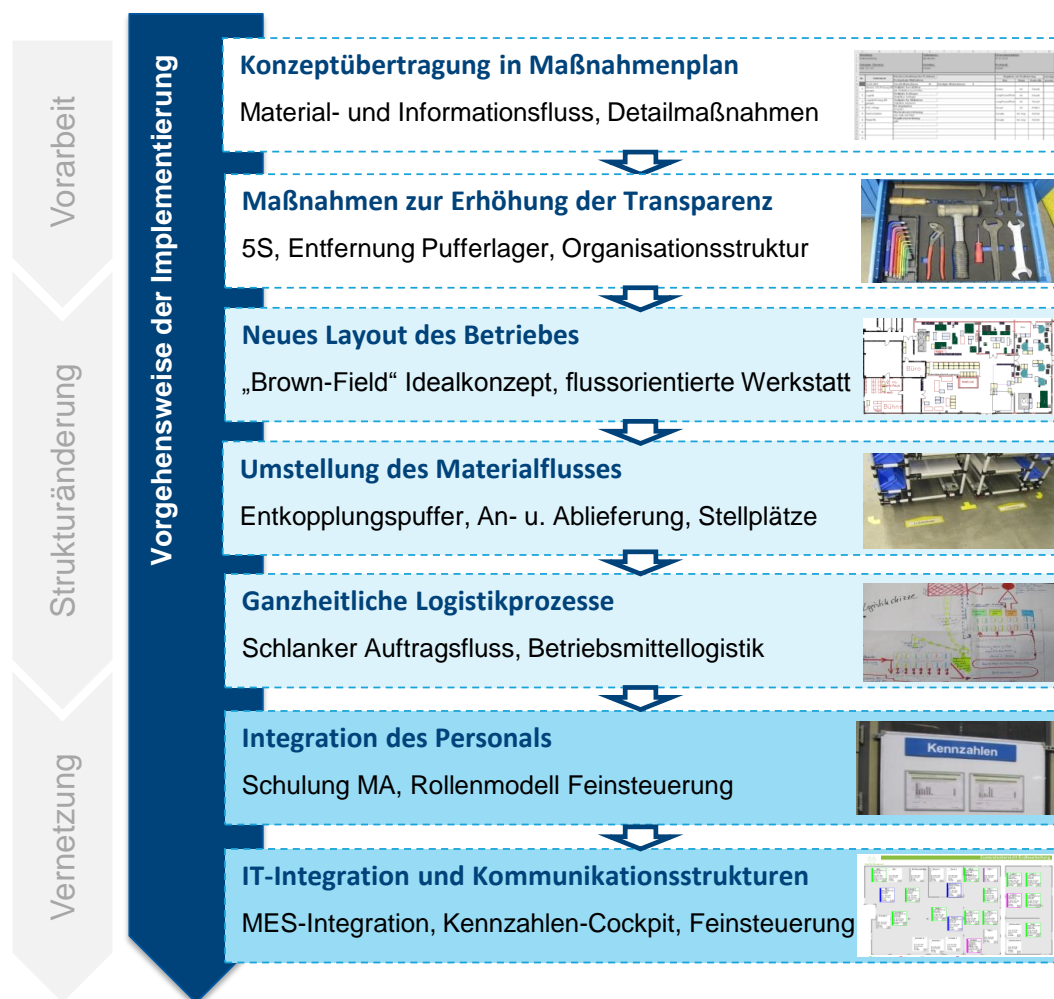 Vorarbeit
Strukturänderung
Vernetzung
Vorgehensweise der Implementierung
Konzeptübertragung in Maßnahmenplan
Material- und Informationsfluss, Detailmaßnahmen
Maßnahmen zur Erhöhung der Transparenz
5S, Entfernung Pufferlager, Organisationsstruktur
Neues Layout des Betriebes
„Brown-Field“ Idealkonzept, flussorientierte Werkstatt
Büro
Bühne
Umstellung des Materialflusses
Entkopplungspuffer, An- u. Ablieferung, Stellplätze
Ganzheitliche Logistikprozesse
Schlanker Auftragsfluss, Betriebsmittellogistik
Logistikskizze
Integration des Personals
Schulung MA, Rollenmodell Feinsteuerung
Kennzahlen
IT-Integration und Kommunikationsstrukturen
MES-Integration, Kennzahlen-Cockpit, Feinsteuerung